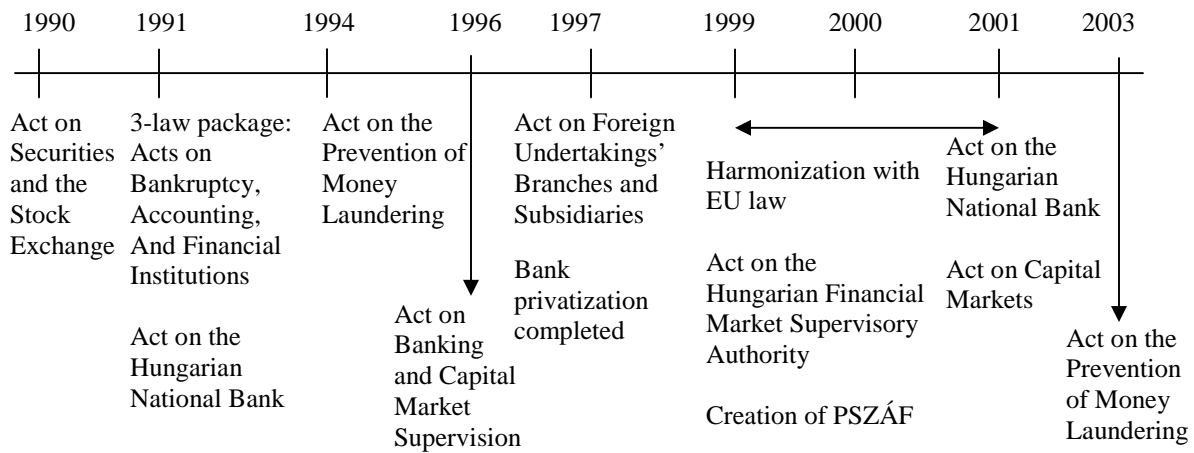 1990 1991 1994 1996 1997 1999 2000 2001 2003
Act on
Securities
and the
Stock
Exchange
3-law package:
Acts on
Bankruptcy,
Accounting,
And Financial
Institutions
Act on the
Hungarian
National Bank
Act on the
Prevention of
Money
Laundering
Act on
Banking
and Capital
Market
Supervision
Act on Foreign
Undertakings’
Branches and
Subsidiaries
Bank
privatization
completed
Harmonization with
EU law
Act on the
Hungarian Financial
Market Supervisory
Authority
Creation of PSZÁF
Act on the
Hungarian
National Bank
Act on Capital
Markets
Act on the
Prevention
of Money
Laundering